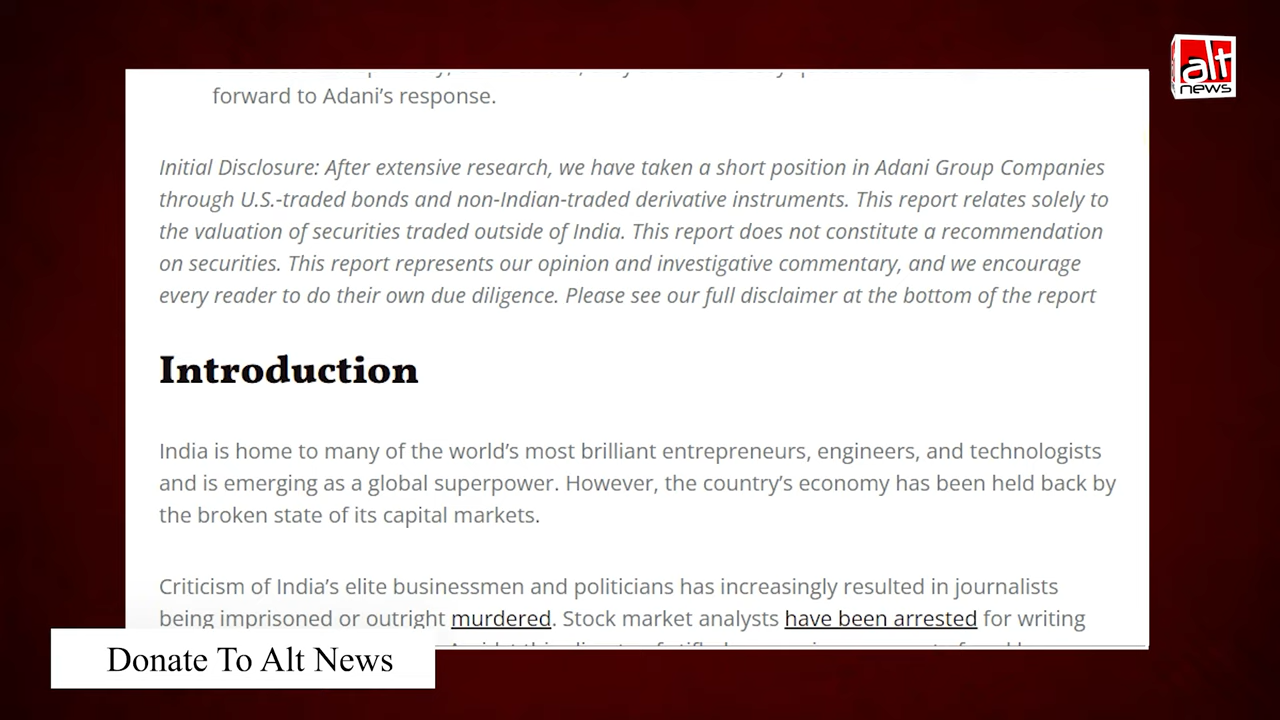 alt
news
forward to Adani’s response.
Initial Disclosure: After extensive research, we have taken a short position in Adani Group Companies
through U.S.-traded bonds and non-Indian-traded derivative instruments. This report relates solely to
the valuation of securities traded outside of India. This report does not constitute a recommendation
on securities. This report represents our opinion and investigative commentary, and we encourage
every reader to do their own due diligence. Please see our full disclaimer at the bottom of the report
Introduction
India is home to many of the world’s most brilliant entrepreneurs, engineers, and technologists
and is emerging as a global superpower. However, the country’s economy has been held back by
the broken state of its capital markets.
Criticism of India’s elite businessmen and politicians has increasingly resulted in journalists
being imprisoned or outright murdered. Stock market analysts have been arrested for writing
Donate To Alt News